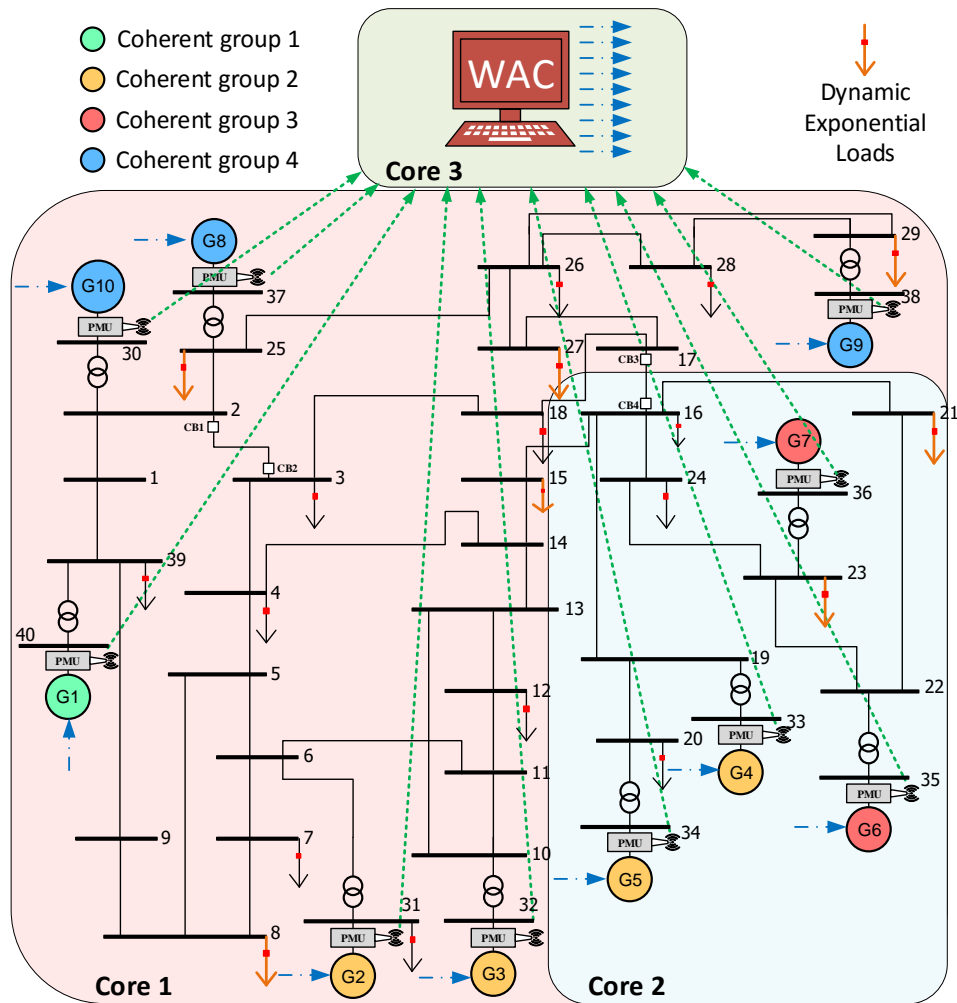 Coherent group 1
Coherent group 2
Coherent group 3
Coherent group 4
WAC
Core 3
Dynamic
Exponential
Loads
G8
PMU
37
G10
PMU
30
25
2
CB1
CB2
3
1
39
40
PMU
G1
4
5
6
7
9
8
26
28
29
38
PMU
G9
27
CB3
17
CB4
16
18
21
15
24
G7
PMU
36
14
13
23
12
11
10
19
22
33
PMU
G4
20
35
PMU
G6
34
PMU
G5
31
PMU
G2
32
PMU
G3
Core 1
Core 2